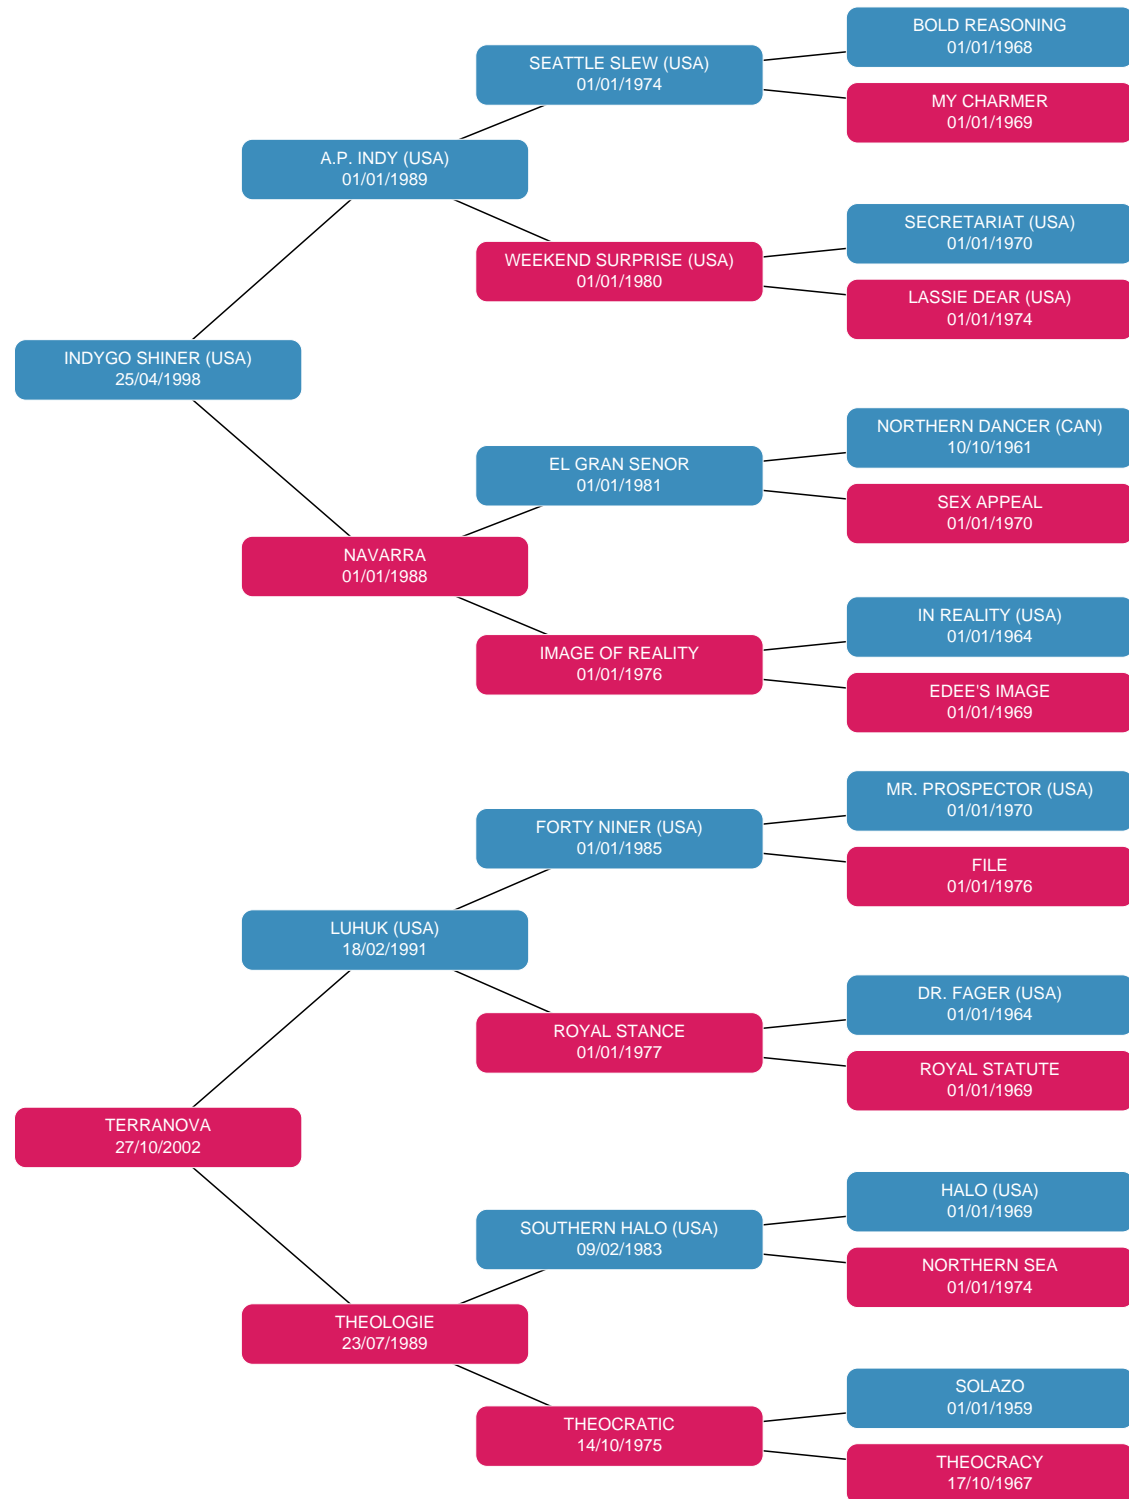 BOLD REASONING
01/01/1968
SEATTLE SLEW (USA)
01/01/1974
MY CHARMER
01/01/1969
A.P. INDY (USA)
01/01/1989
SECRETARIAT (USA)
01/01/1970
WEEKEND SURPRISE (USA)
01/01/1980
LASSIE DEAR (USA)
01/01/1974
INDYGO SHINER (USA)
25/04/1998
NORTHERN DANCER (CAN)
10/10/1961
EL GRAN SENOR
01/01/1981
SEX APPEAL
01/01/1970
NAVARRA
01/01/1988
IN REALITY (USA)
01/01/1964
IMAGE OF REALITY
01/01/1976
EDEE'S IMAGE
01/01/1969
MR. PROSPECTOR (USA)
01/01/1970
FORTY NINER (USA)
01/01/1985
FILE
01/01/1976
LUHUK (USA)
18/02/1991
DR. FAGER (USA)
01/01/1964
ROYAL STANCE
01/01/1977
ROYAL STATUTE
01/01/1969
TERRANOVA
27/10/2002
HALO (USA)
01/01/1969
SOUTHERN HALO (USA)
09/02/1983
NORTHERN SEA
01/01/1974
THEOLOGIE
23/07/1989
SOLAZO
01/01/1959
THEOCRATIC
14/10/1975
THEOCRACY
17/10/1967